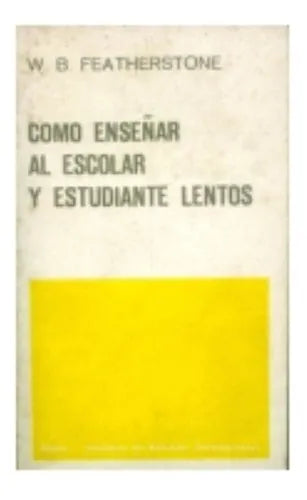 W. B. FEATHERSTONE
COMO ENSEÑAR
AL ESCOLAR
Y ESTUDIANTE LENTOS